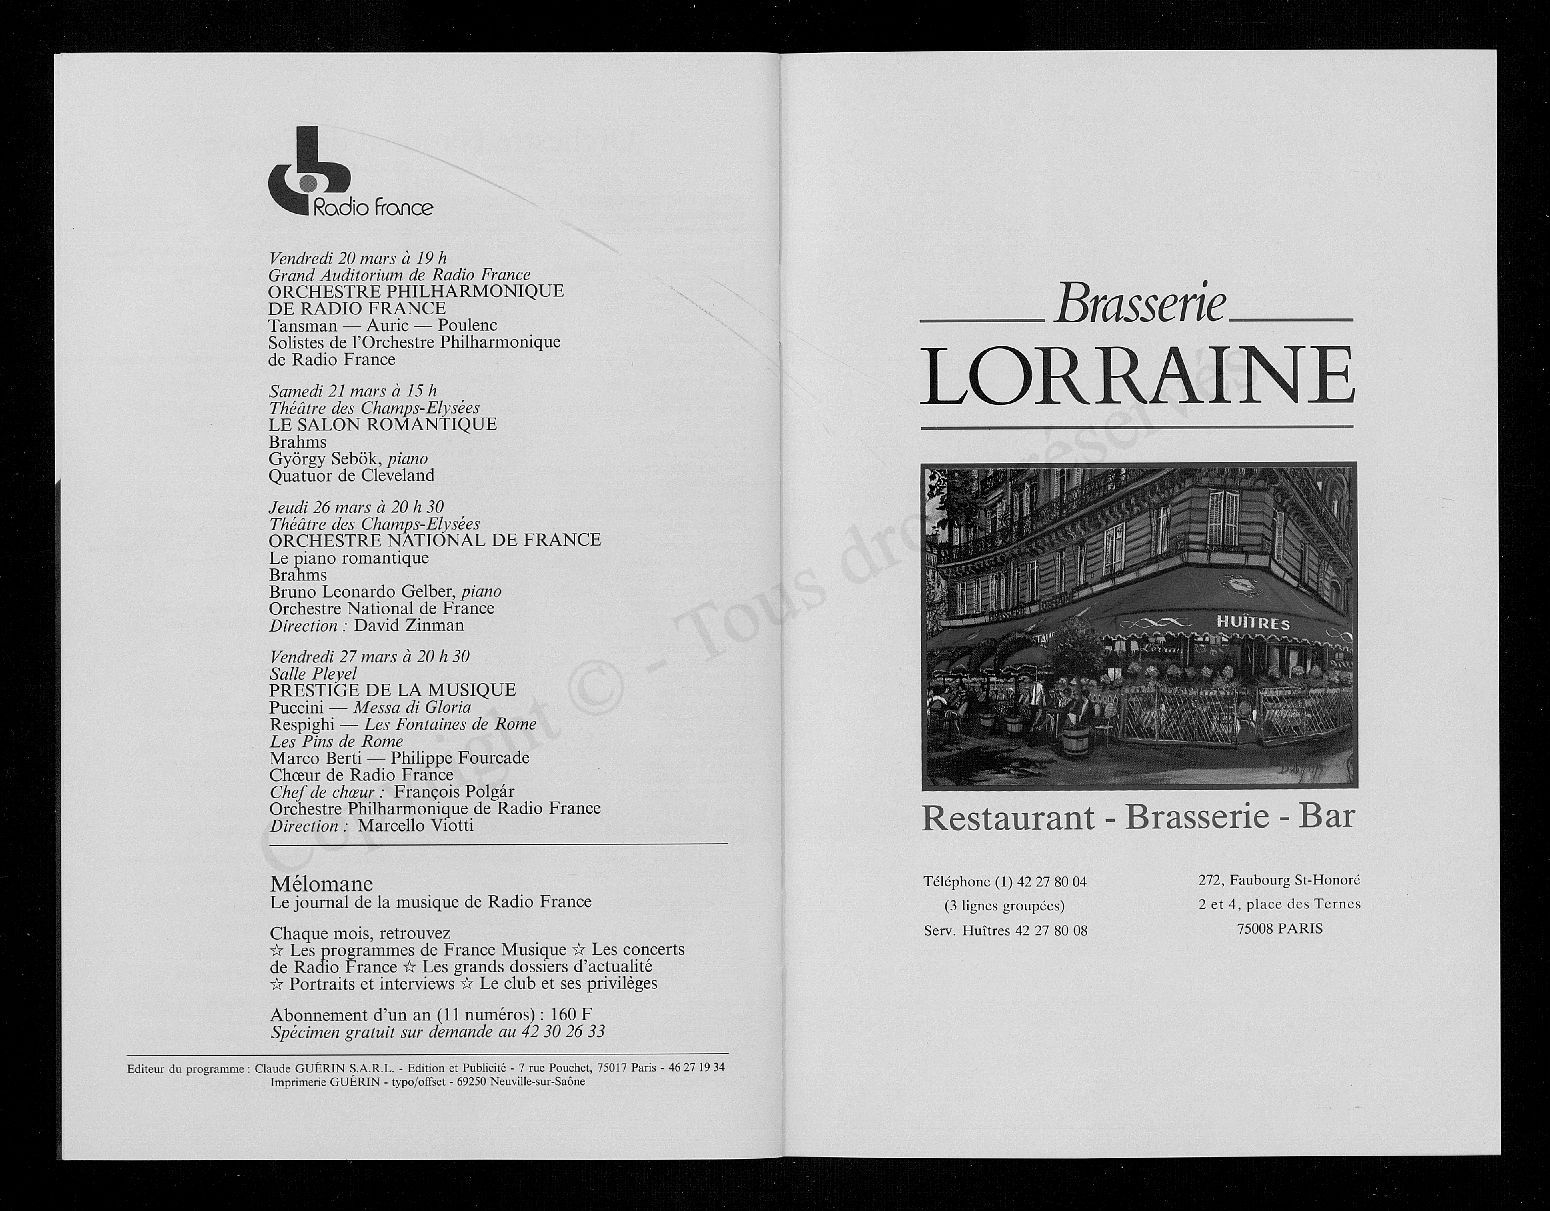 Radio France
Vendredi 20 mars à 19 h
Grand Auditorium de Radio France
ORCHESTRE PHILHARMONIQUE
DE RADIO FRANCE
Tansman — Auric — Poulenc
Solistes de l'Orchestre Philharmonique
de Radio France
Samedi 21 mars à 15 h
Théâtre des Champs-Elysées
LE SALON ROMANTIQUE
Brahms
György Sebök, piano
Quatuor de Cleveland
Jeudi 26 mars à 20 h 30
Théâtre des Champs-Elysées
ORCHESTRE NATIONAL DE FRANCE
Le piano romantique
Brahms
Bruno Leonardo Gelber, piano
Orchestre National de France
Direction : David Zinman
Vendredi 27 mars à 20 h 30
Salle Pleyel
PRESTIGE DE LA MUSIQUE
Puccini — Messa di Gloria
Respighi — Les Fontaines de Rome
Les Pins de Rome
Marco Berti — Philippe Fourcade
Chœur de Radio France
Chef de chœur : François Polgár
Orchestre Philharmonique de Radio France
Direction : Marcello Viotti
Mélomane
Le journal de la musique de Radio France
Chaque mois, retrouvez
☆ Les programmes de France Musique ☆ Les concerts
de Radio France ☆ Les grands dossiers d'actualité
☆ Portraits et interviews ☆ Le club et ses privilèges
Abonnement d'un an (11 numéros) : 160 F
Spécimen gratuit sur demande au 42 30 26 33
Editeur du programme : Claude GUÉRIN S.A.R.L. - Edition et Publicité - 7 rue Pouchet, 75017 Paris - 46 27 19 34
Imprimerie GUÉRIN - typo/offset - 69250 Neuville-sur-Saône
Copyright © - Tous droits réservés
Brasserie
LORRAINE
HUÎTRES
Restaurant - Brasserie - Bar
Téléphone (1) 42 27 80 04
(3 lignes groupées)
Serv. Huîtres 42 27 80 08
272, Faubourg St-Honoré
2 et 4, place des Ternes
75008 PARIS